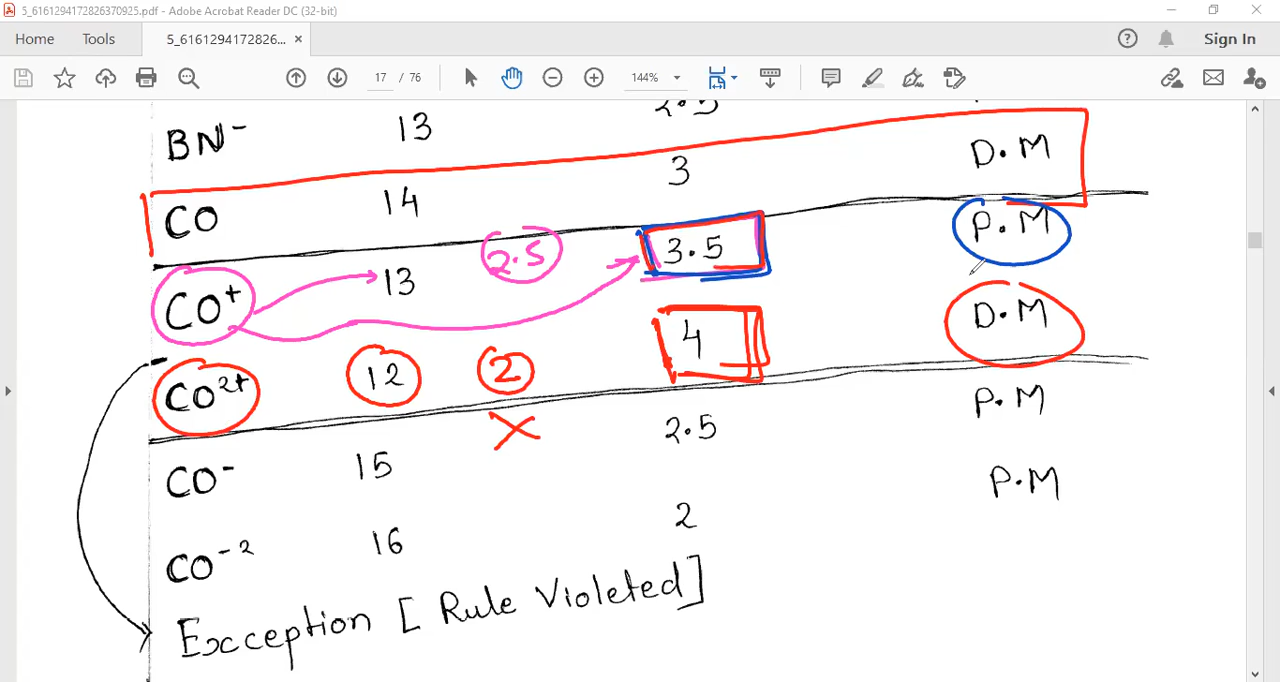 5_6161294172826370925.pdf - Adobe Acrobat Reader DC (32-bit)
Home Tools 5_6161294172826... × Sign In
17 / 76 144%
BN⁻ 13 2.5
CO 14 3 D.M
CO⁺ 13 2.5 3.5 P.M
CO²⁺ 12 2 4 D.M
CO⁻ 15 2.5 P.M
CO⁻² 16 2 P.M
Exception [ Rule Violeted ]